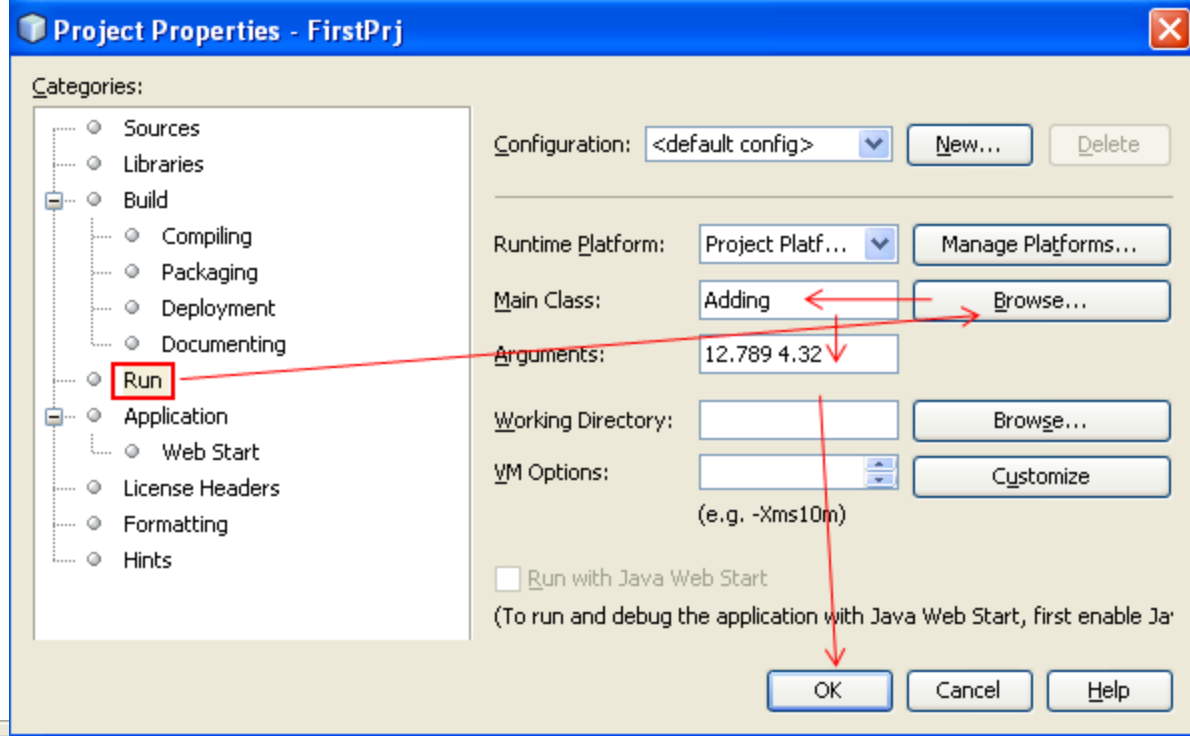 Project Properties - FirstPrj
Categories:
Sources
Libraries
Build
Compiling
Packaging
Deployment
Documenting
Run
Application
Web Start
License Headers
Formatting
Hints
Configuration: <default config> New... Delete
Runtime Platform: Project Platf... Manage Platforms...
Main Class: Adding Browse...
Arguments: 12.789 4.32
Working Directory: Browse...
VM Options: Customize
(e.g. -Xms10m)
Run with Java Web Start
(To run and debug the application with Java Web Start, first enable Ja
OK Cancel Help